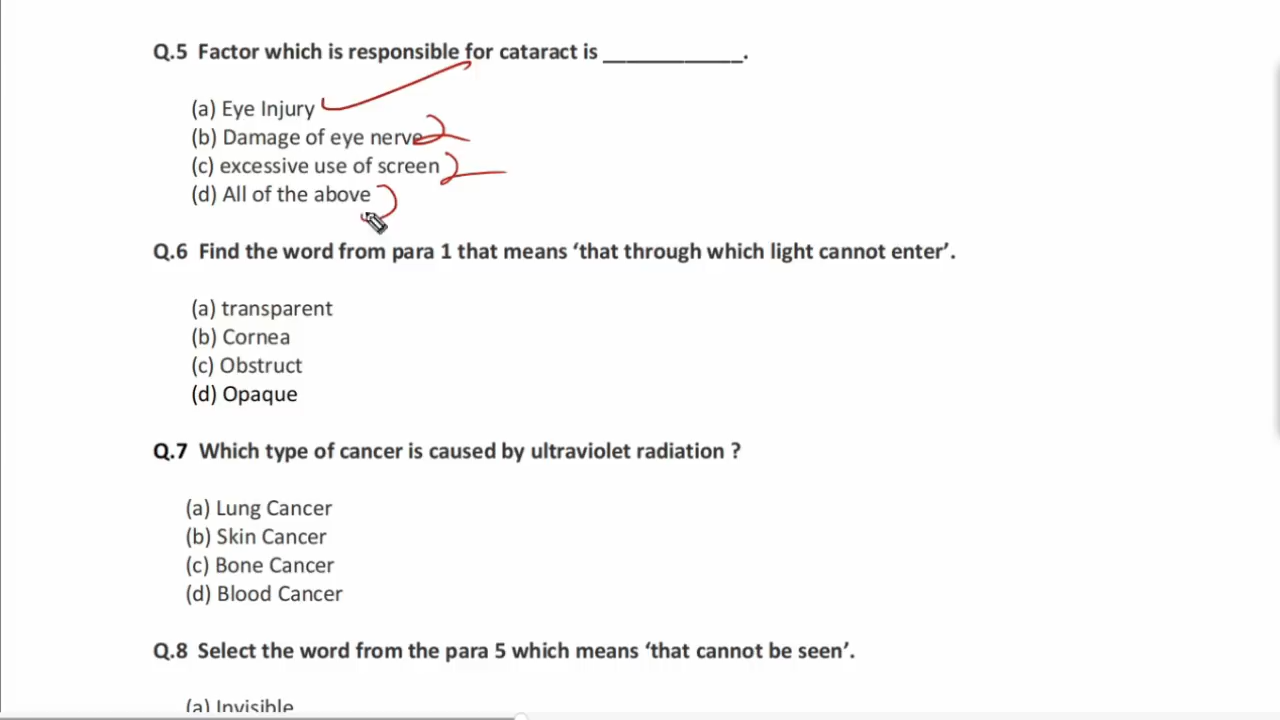 Q.5 Factor which is responsible for cataract is ____________.
(a) Eye Injury
(b) Damage of eye nerve
(c) excessive use of screen
(d) All of the above
Q.6 Find the word from para 1 that means ‘that through which light cannot enter’.
(a) transparent
(b) Cornea
(c) Obstruct
(d) Opaque
Q.7 Which type of cancer is caused by ultraviolet radiation ?
(a) Lung Cancer
(b) Skin Cancer
(c) Bone Cancer
(d) Blood Cancer
Q.8 Select the word from the para 5 which means ‘that cannot be seen’.
(a) Invisible